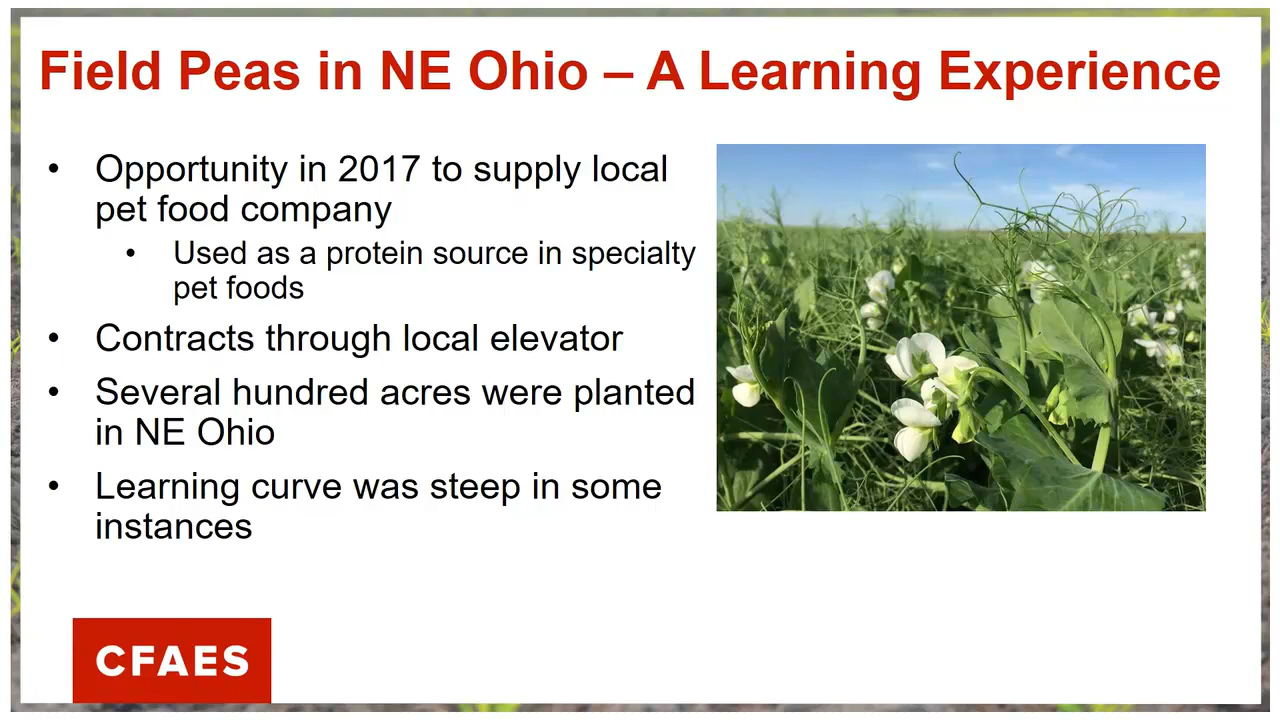 Field Peas in NE Ohio – A Learning Experience
• Opportunity in 2017 to supply local
pet food company
• Used as a protein source in specialty
pet foods
• Contracts through local elevator
• Several hundred acres were planted
in NE Ohio
• Learning curve was steep in some
instances
CFAES